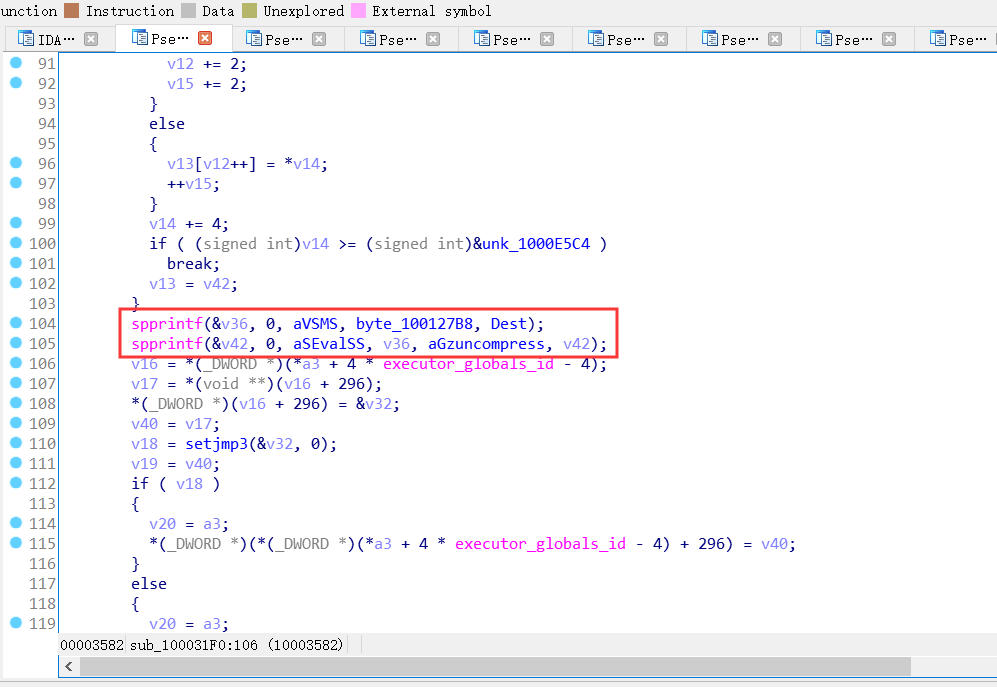 unction Instruction Data Unexplored External symbol
IDA… Pse… Pse… Pse… Pse… Pse… Pse… Pse… Pse…
91 v12 += 2;
92 v15 += 2;
93 }
94 else
95 {
96 v13[v12++] = *v14;
97 ++v15;
98 }
99 v14 += 4;
100 if ( (signed int)v14 >= (signed int)&unk_1000E5C4 )
101 break;
102 v13 = v42;
103 }
104 spprintf(&v36, 0, aVSMS, byte_100127B8, Dest);
105 spprintf(&v42, 0, aSEvalSS, v36, aGzuncompress, v42);
106 v16 = *(_DWORD *)(*a3 + 4 * executor_globals_id - 4);
107 v17 = *(void **)(v16 + 296);
108 *(_DWORD *)(v16 + 296) = &v32;
109 v40 = v17;
110 v18 = setjmp3(&v32, 0);
111 v19 = v40;
112 if ( v18 )
113 {
114 v20 = a3;
115 *(_DWORD *)(*(_DWORD *)(*a3 + 4 * executor_globals_id - 4) + 296) = v40;
116 }
117 else
118 {
119 v20 = a3;
00003582 sub_100031F0:106 (10003582)